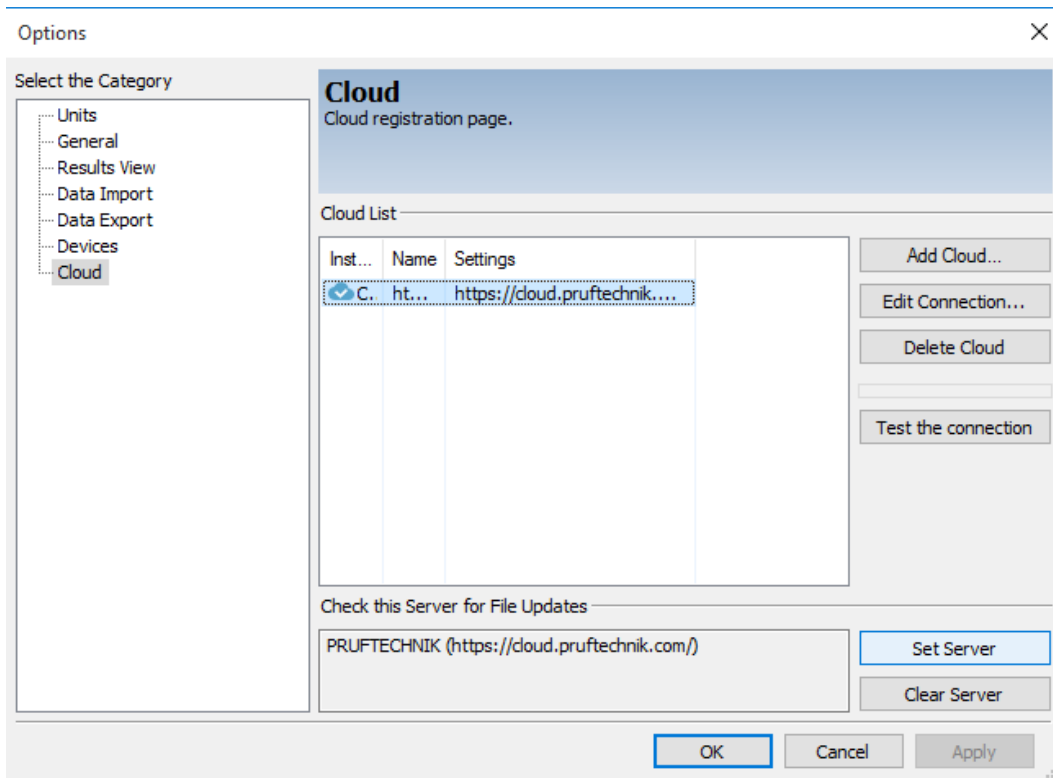 Options
Select the Category
Units
General
Results View
Data Import
Data Export
Devices
Cloud
Cloud
Cloud registration page.
Cloud List
Inst... Name Settings
C. ht... https://cloud.pruftechnik....
Add Cloud...
Edit Connection...
Delete Cloud
Test the connection
Check this Server for File Updates
PRUFTECHNIK (https://cloud.pruftechnik.com/)
Set Server
Clear Server
OK Cancel Apply